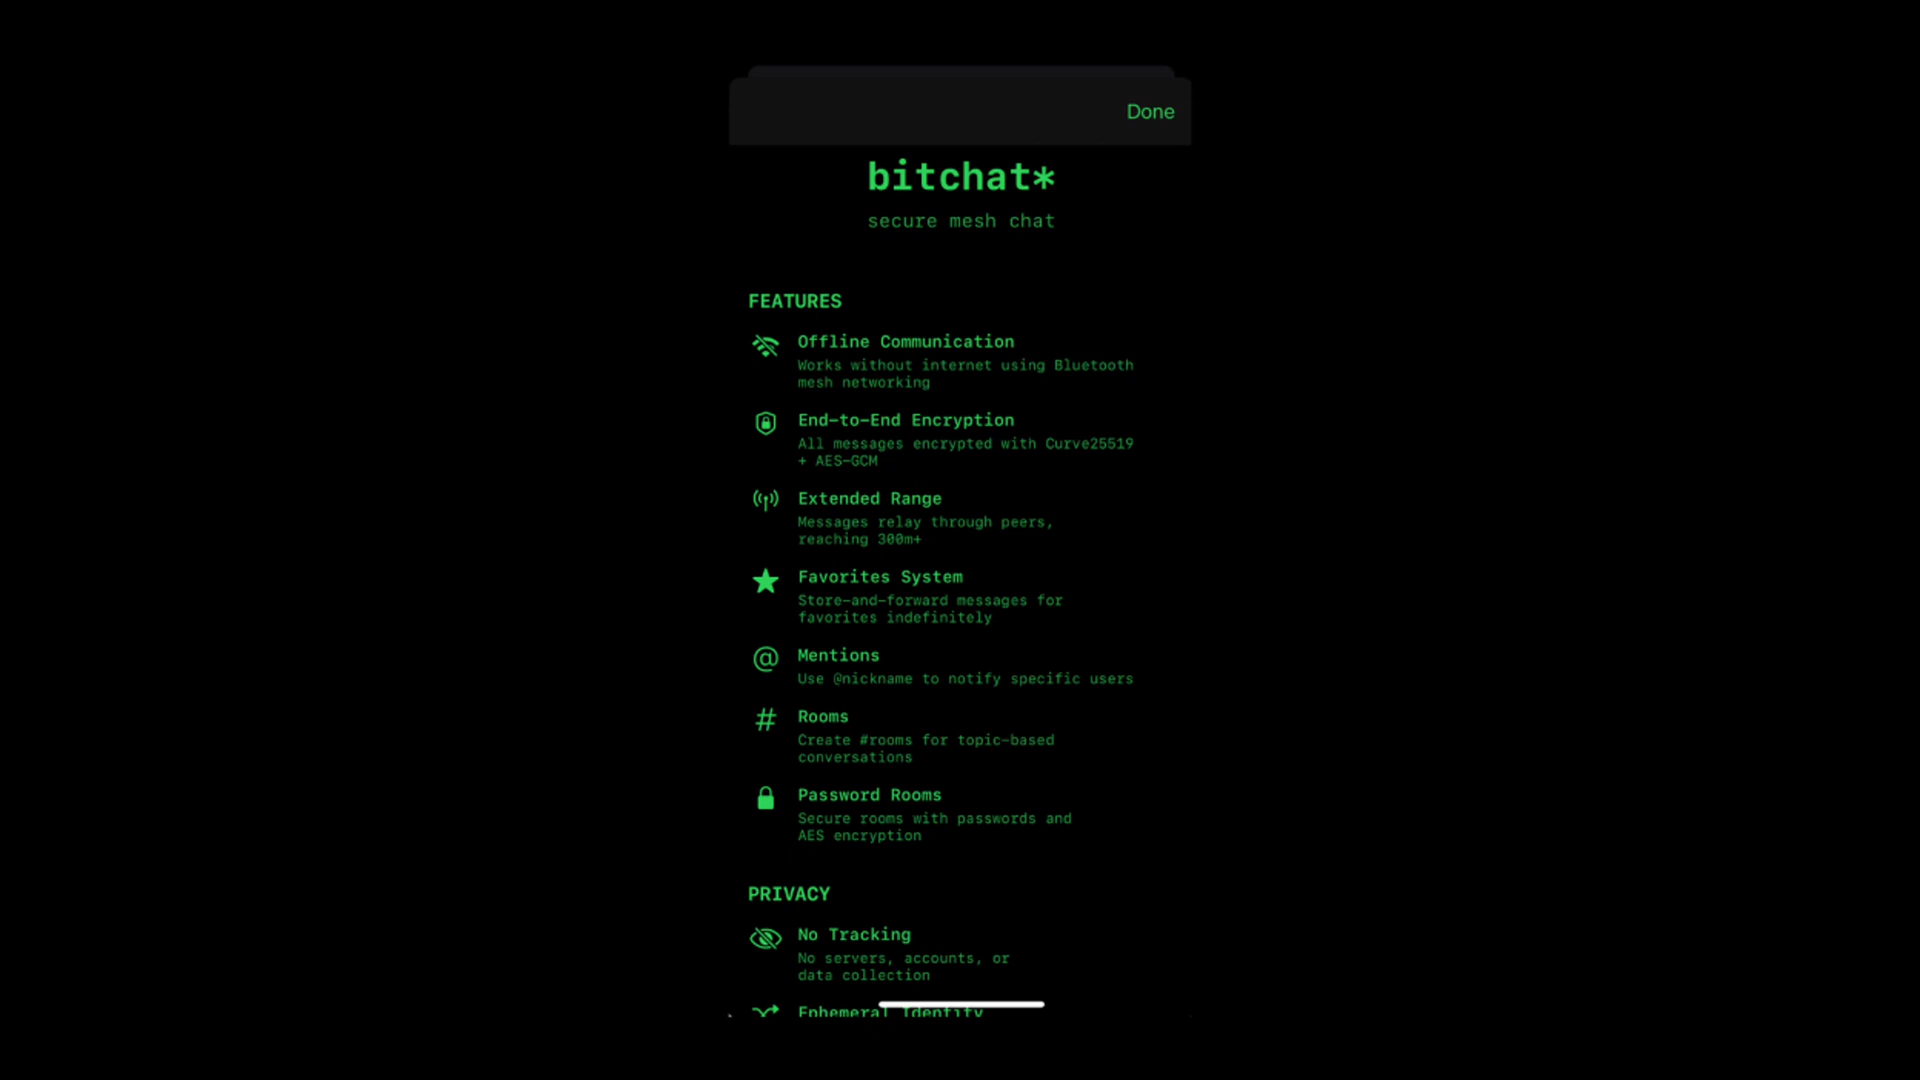 Done
bitchat*
secure mesh chat
FEATURES
Offline Communication
Works without internet using Bluetooth
mesh networking
End-to-End Encryption
All messages encrypted with Curve25519
+ AES-GCM
Extended Range
Messages relay through peers,
reaching 300m+
Favorites System
Store-and-forward messages for
favorites indefinitely
@ Mentions
Use @nickname to notify specific users
# Rooms
Create #rooms for topic-based
conversations
Password Rooms
Secure rooms with passwords and
AES encryption
PRIVACY
No Tracking
No servers, accounts, or
data collection
Ephemeral Identity